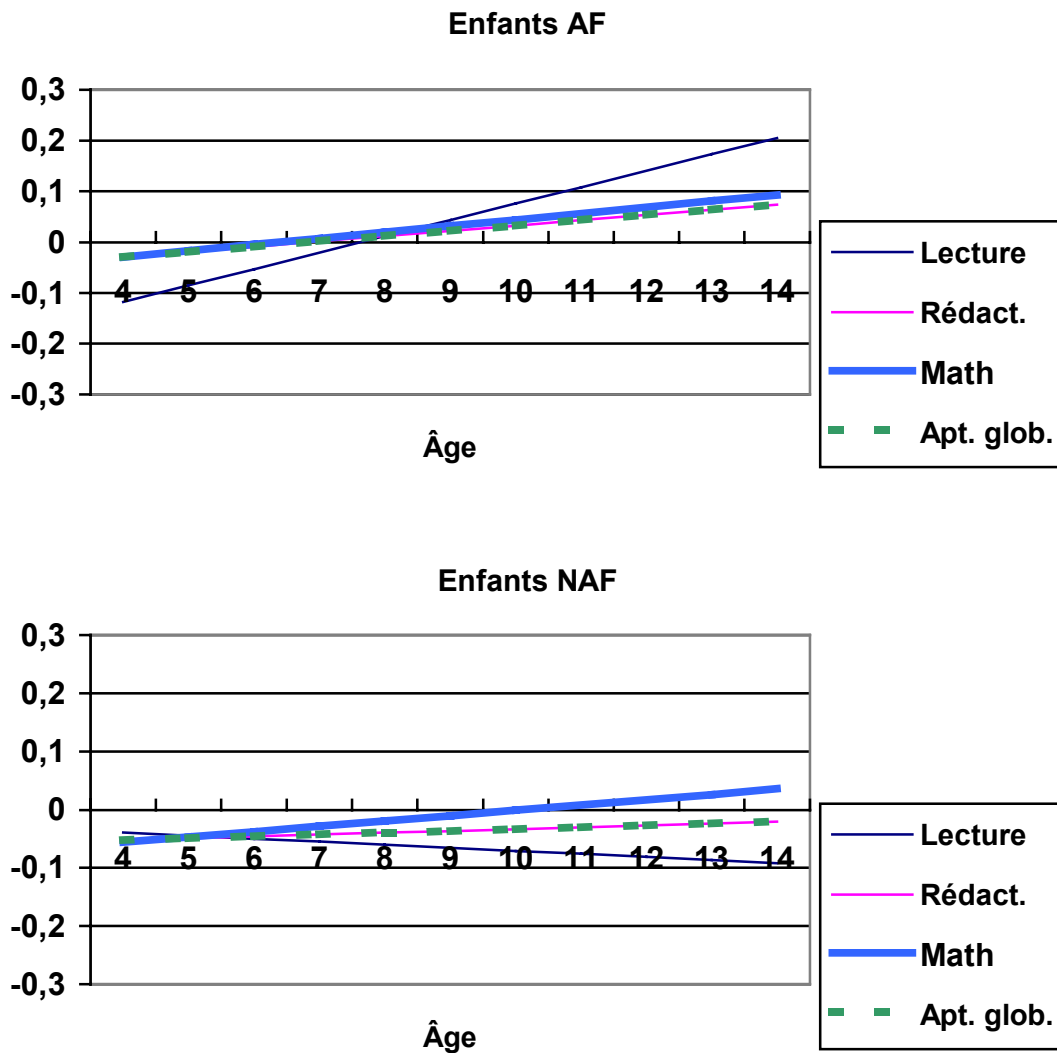 Enfants AF
0,3
0,2
0,1
0
-0,1
-0,2
-0,3
4 5 6 7 8 9 10 11 12 13 14
Âge
Lecture
Rédact.
Math
Apt. glob.
Enfants NAF
0,3
0,2
0,1
0
-0,1
-0,2
-0,3
4 5 6 7 8 9 10 11 12 13 14
Âge
Lecture
Rédact.
Math
Apt. glob.